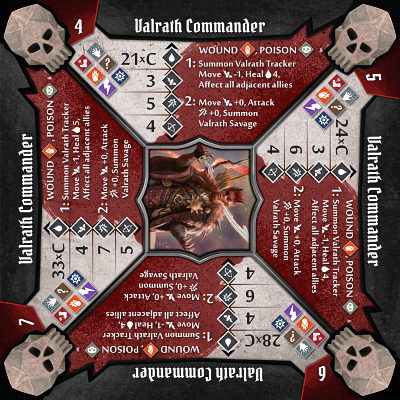 4
Valrath Commander
21xC
3
5
4
WOUND, POISON
1: Summon Valrath Tracker
Move -1, Heal 4,
Affect all adjacent allies
2: Move +0, Attack
+0, Summon
Valrath Savage
5
Valrath Commander
24xC
3
6
4
WOUND, POISON
1: Summon Valrath Tracker
Move -1, Heal 4,
Affect all adjacent allies
2: Move +0, Attack
+0, Summon
Valrath Savage
6
Valrath Commander
28xC
4
6
4
WOUND, POISON
1: Summon Valrath Tracker
Move -1, Heal 4,
Affect all adjacent allies
2: Move +0, Attack
+0, Summon
Valrath Savage
7
Valrath Commander
33xC
4
7
5
WOUND, POISON
1: Summon Valrath Tracker
Move -1, Heal 5,
Affect all adjacent allies
2: Move +0, Attack
+0, Summon
Valrath Savage